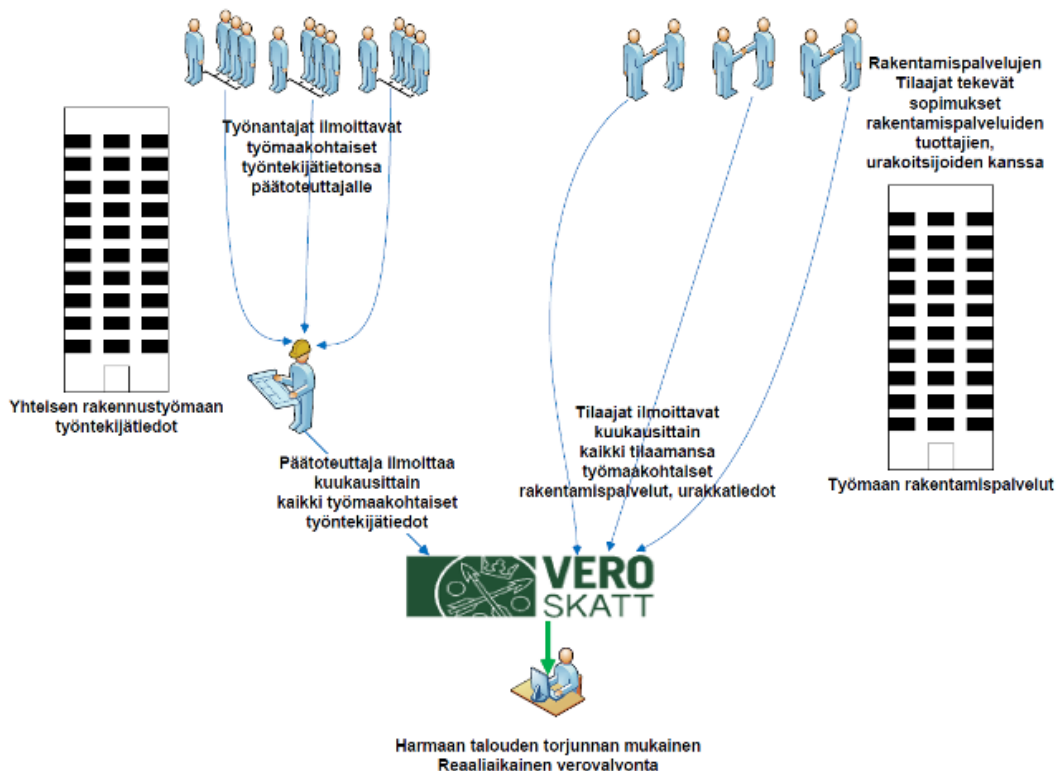 Työnantajat ilmoittavat
työmaakohtaiset
työntekijätietonsa
päätoteuttajalle
Rakentamispalvelujen
Tilaajat tekevät
sopimukset
rakentamispalveluiden
tuottajien,
urakoitsijoiden kanssa
Yhteisen rakennustyömaan
työntekijätiedot
Päätoteuttaja ilmoittaa
kuukausittain
kaikki työmaakohtaiset
työntekijätiedot
Tilaajat ilmoittavat
kuukausittain
kaikki tilaamansa
työmaakohtaiset
rakentamispalvelut, urakkatiedot
Työmaan rakentamispalvelut
VERO
SKATT
Harmaan talouden torjunnan mukainen
Reaaliaikainen verovalvonta